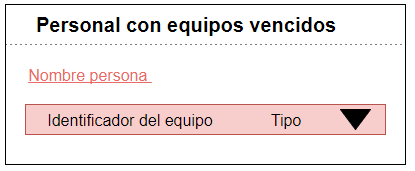 Personal con equipos vencidos
Nombre persona
Identificador del equipo Tipo